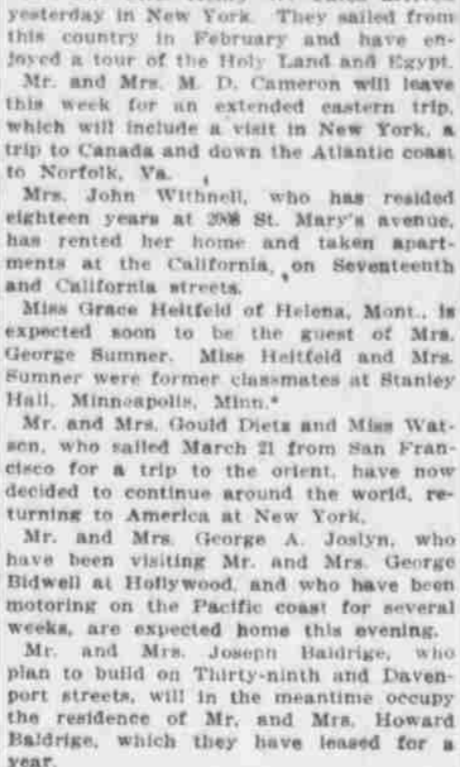 yesterday in New York. They sailed from
this country in February and have en-
joyed a tour of the Holy Land and Egypt.
Mr. and Mrs. M. D. Cameron will leave
this week for an extended eastern trip,
which will include a visit in New York, a
trip to Canada and down the Atlantic coast
to Norfolk, Va.
Mrs. John Withnell, who has resided
eighteen years at St. Mary's avenue,
has rented her home and taken apart-
ments at the California, on Seventeenth
and California streets.
Miss Grace Heitfeld of Helena, Mont., is
expected soon to be the guest of Mrs.
George Sumner. Miss Heitfeld and Mrs.
Sumner were former classmates at Stanley
Hall, Minneapolis, Minn.
Mr. and Mrs. Gould Dietz and Miss Wat-
son, who sailed March 21 from San Fran-
cisco for a trip to the orient, have now
decided to continue around the world, re-
turning to America at New York.
Mr. and Mrs. George A. Joslyn, who
have been visiting Mr. and Mrs. George
Bidwell at Hollywood, and who have been
motoring on the Pacific coast for several
weeks, are expected home this evening.
Mr. and Mrs. Joseph Baldrige, who
plan to build on Thirty-ninth and Daven-
port streets, will in the meantime occupy
the residence of Mr. and Mrs. Howard
Baldrige, which they have leased for a
year.